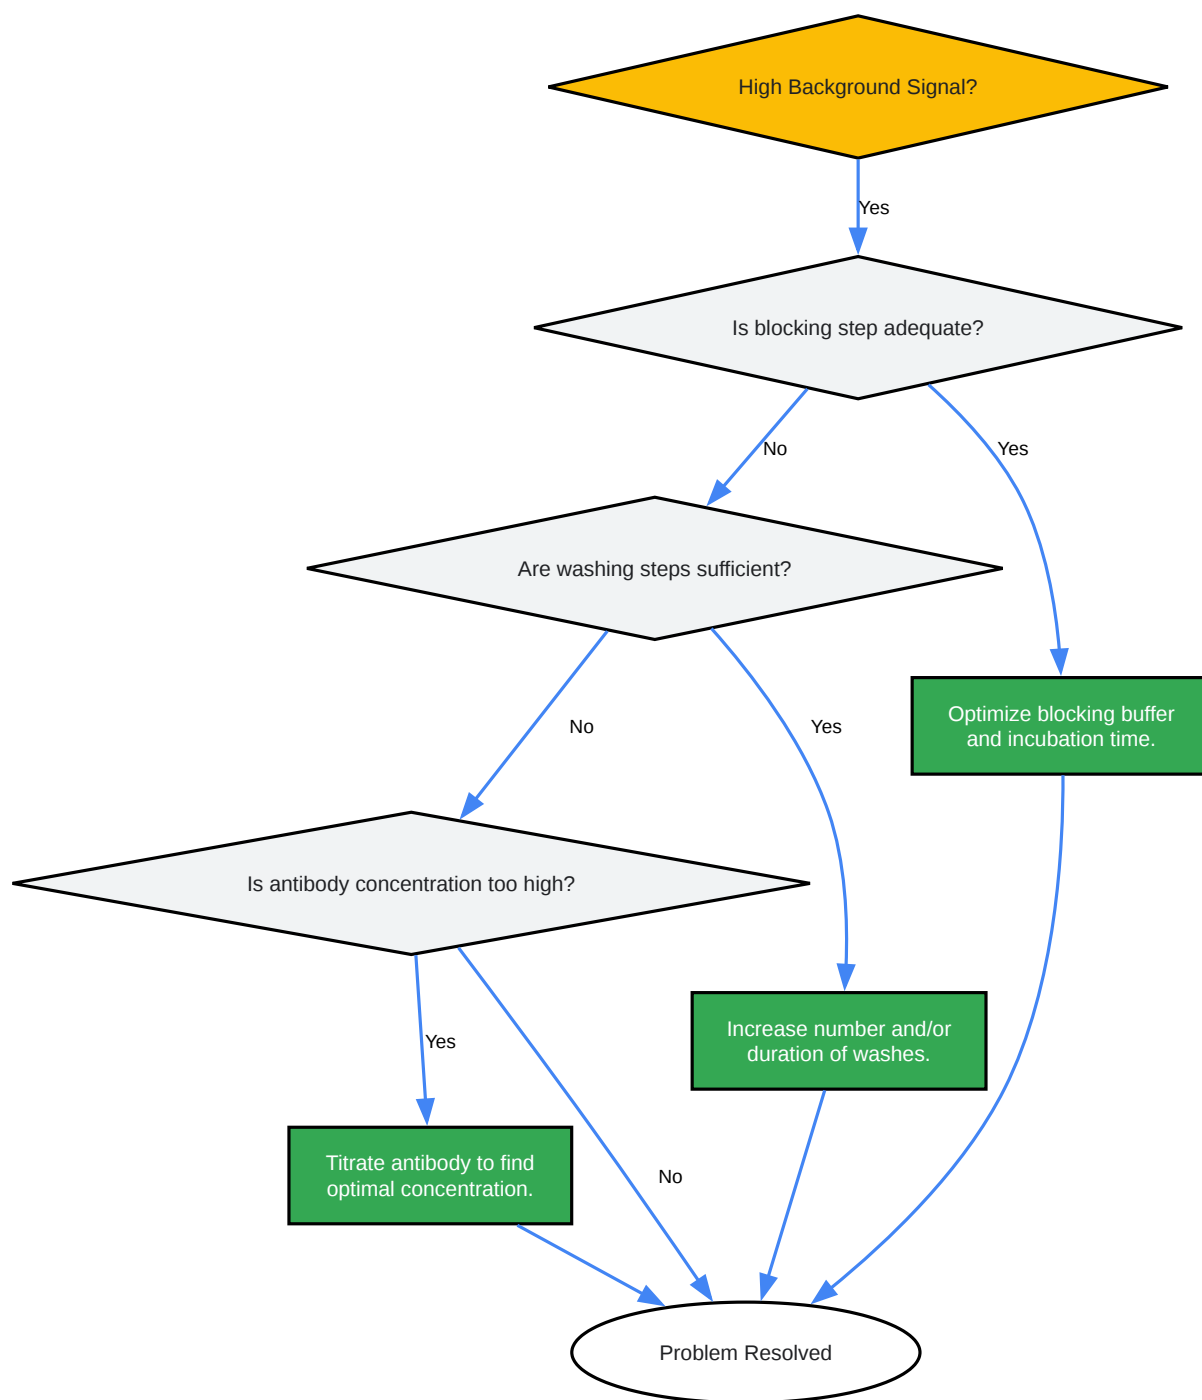 High Background Signal?
Yes
Is blocking step adequate?
No
Yes
Are washing steps sufficient?
No
Yes
Optimize blocking buffer
and incubation time.
Is antibody concentration too high?
Yes
Increase number and/or
duration of washes.
No
Titrate antibody to find
optimal concentration.
Problem Resolved